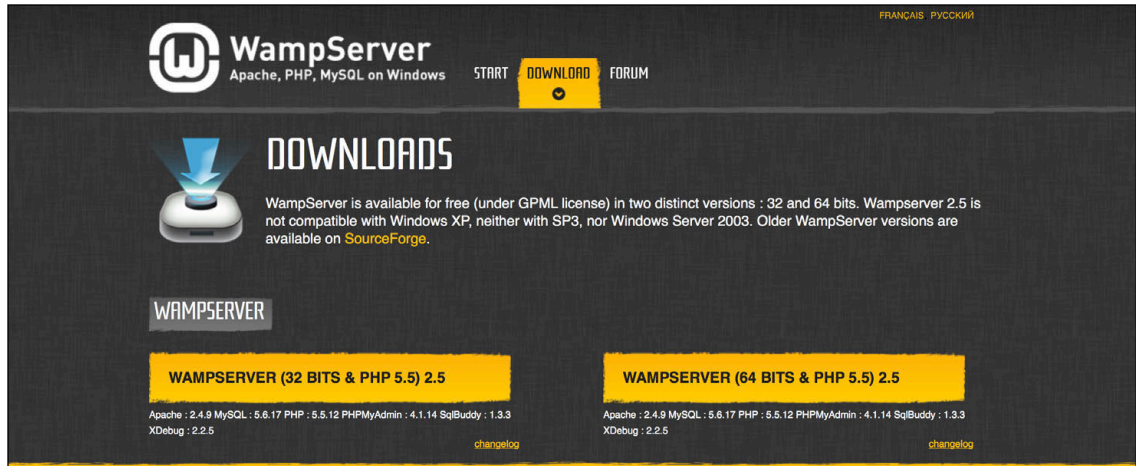 FRANÇAIS РУССКИЙ
WampServer
Apache, PHP, MySQL on Windows
START DOWNLOAD FORUM
DOWNLOADS
WampServer is available for free (under GPML license) in two distinct versions : 32 and 64 bits. Wampserver 2.5 is
not compatible with Windows XP, neither with SP3, nor Windows Server 2003. Older WampServer versions are
available on SourceForge.
WAMPSERVER
WAMPSERVER (32 BITS & PHP 5.5) 2.5
Apache : 2.4.9 MySQL : 5.6.17 PHP : 5.5.12 PHPMyAdmin : 4.1.14 SqlBuddy : 1.3.3
XDebug : 2.2.5
changelog
WAMPSERVER (64 BITS & PHP 5.5) 2.5
Apache : 2.4.9 MySQL : 5.6.17 PHP : 5.5.12 PHPMyAdmin : 4.1.14 SqlBuddy : 1.3.3
XDebug : 2.2.5
changelog